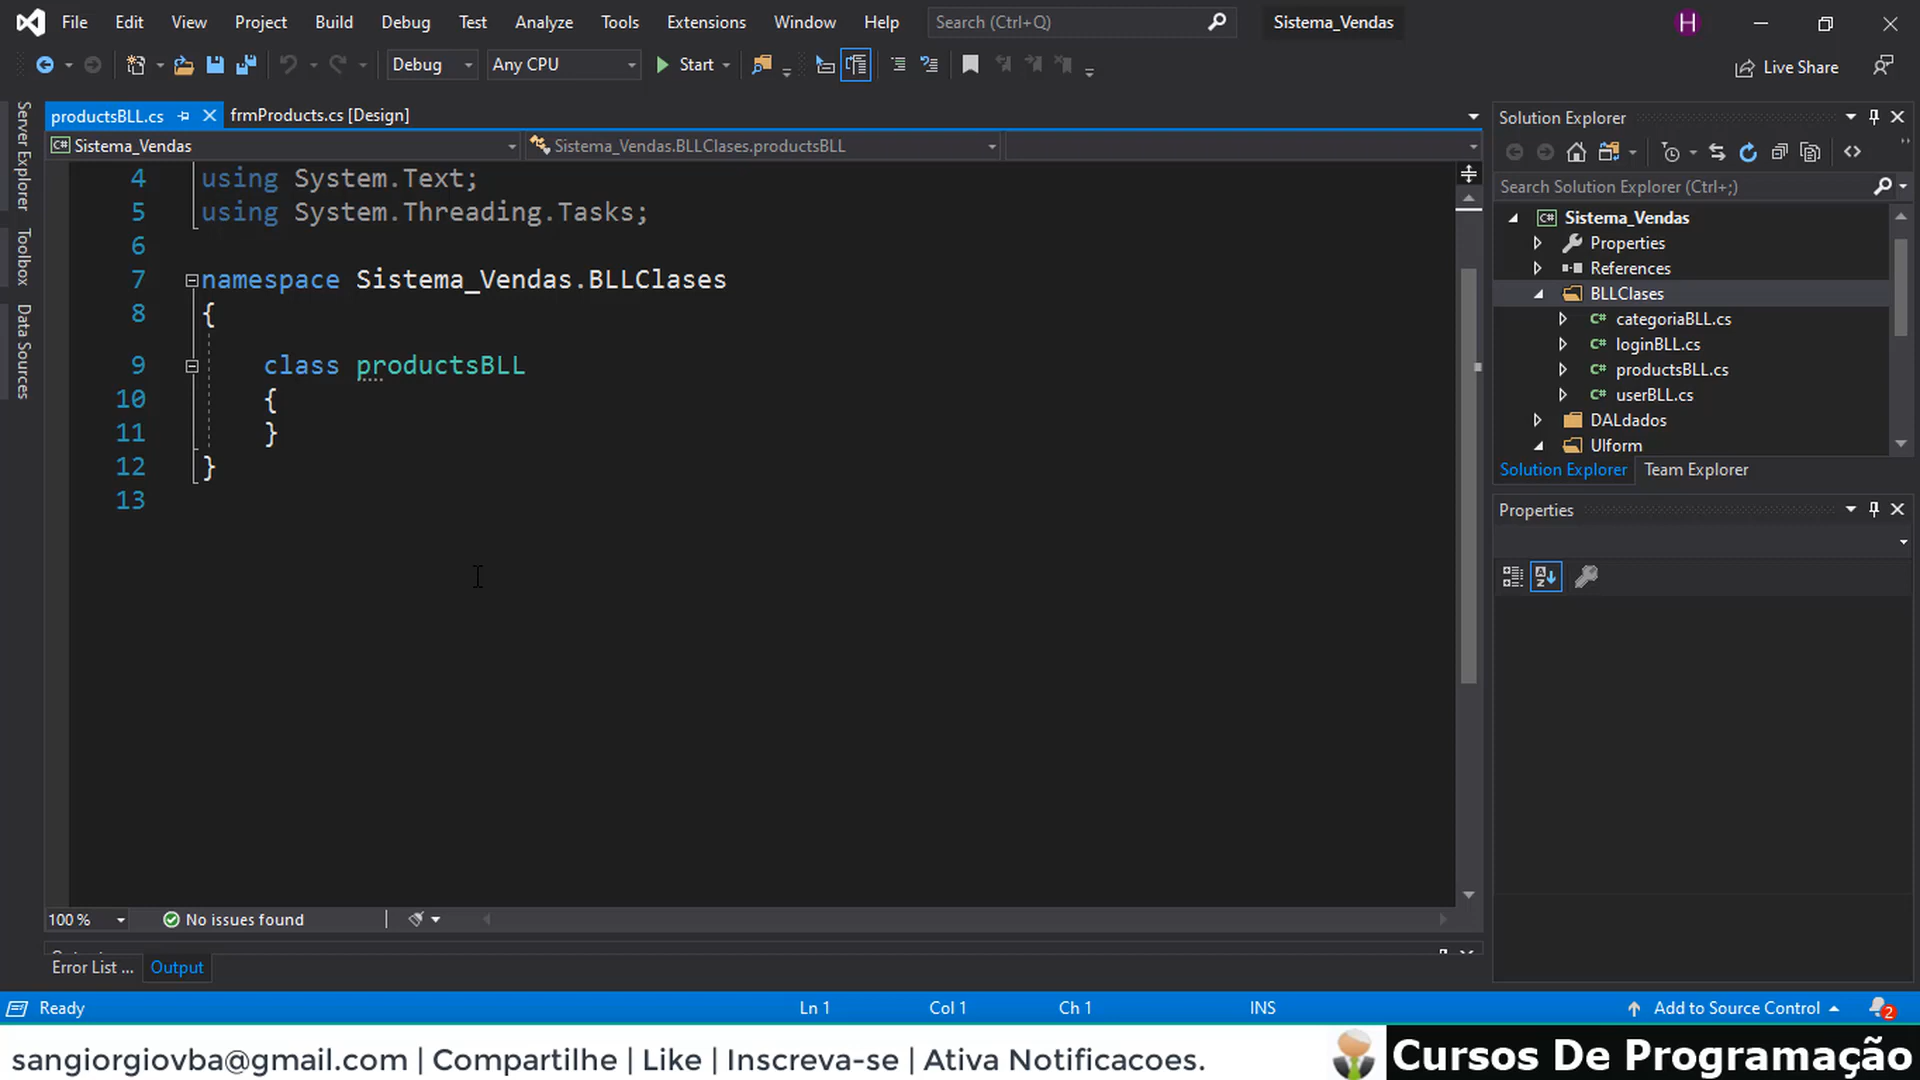 File Edit View Project Build Debug Test Analyze Tools Extensions Window Help Search (Ctrl+Q) Sistema_Vendas H
Debug Any CPU Start Live Share
Server Explorer
Toolbox
Data Sources
productsBLL.cs frmProducts.cs [Design]
Sistema_Vendas Sistema_Vendas.BLLClases.productsBLL
4 using System.Text;
5 using System.Threading.Tasks;
6
7 namespace Sistema_Vendas.BLLClases
8 {
9 class productsBLL
10 {
11 }
12 }
13
100 % No issues found
Error List ... Output
Solution Explorer
Search Solution Explorer (Ctrl+;)
C# Sistema_Vendas
Properties
References
BLLClases
C# categoriaBLL.cs
C# loginBLL.cs
C# productsBLL.cs
C# userBLL.cs
DALdados
UIform
Solution Explorer Team Explorer
Properties
Ready Ln 1 Col 1 Ch 1 INS Add to Source Control 2
sangiorgiovba@gmail.com | Compartilhe | Like | Inscreva-se | Ativa Notificacoes. Cursos De Programação